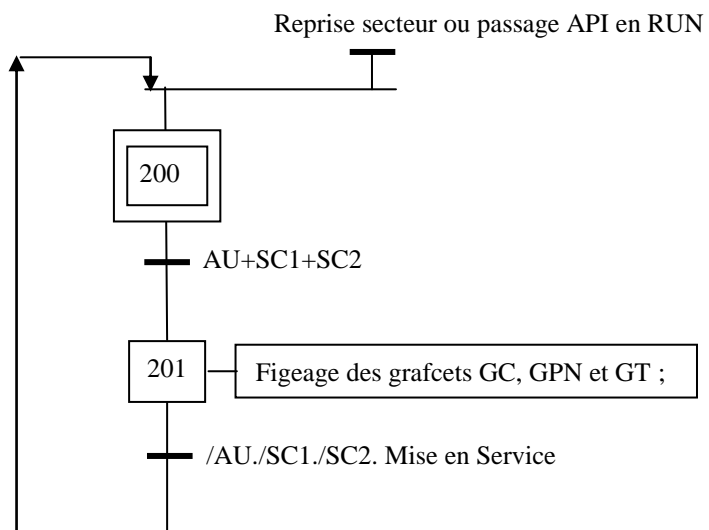 Reprise secteur ou passage API en RUN
200
AU+SC1+SC2
201
Figeage des grafcets GC, GPN et GT ;
/AU./SC1./SC2. Mise en Service